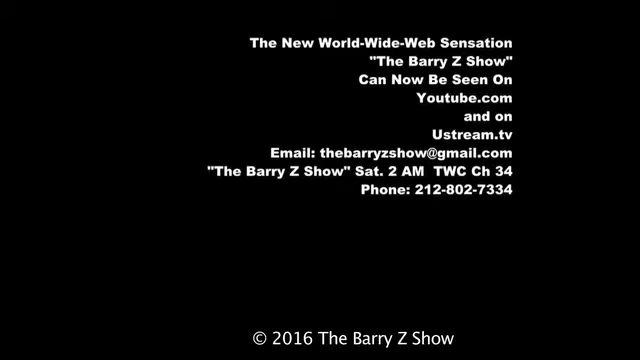 The New World-Wide-Web Sensation
"The Barry Z Show"
Can Now Be Seen On
Youtube.com
and on
Ustream.tv
Email: thebarryzshow@gmail.com
"The Barry Z Show" Sat. 2 AM  TWC Ch 34
Phone: 212-802-7334
© 2016 The Barry Z Show